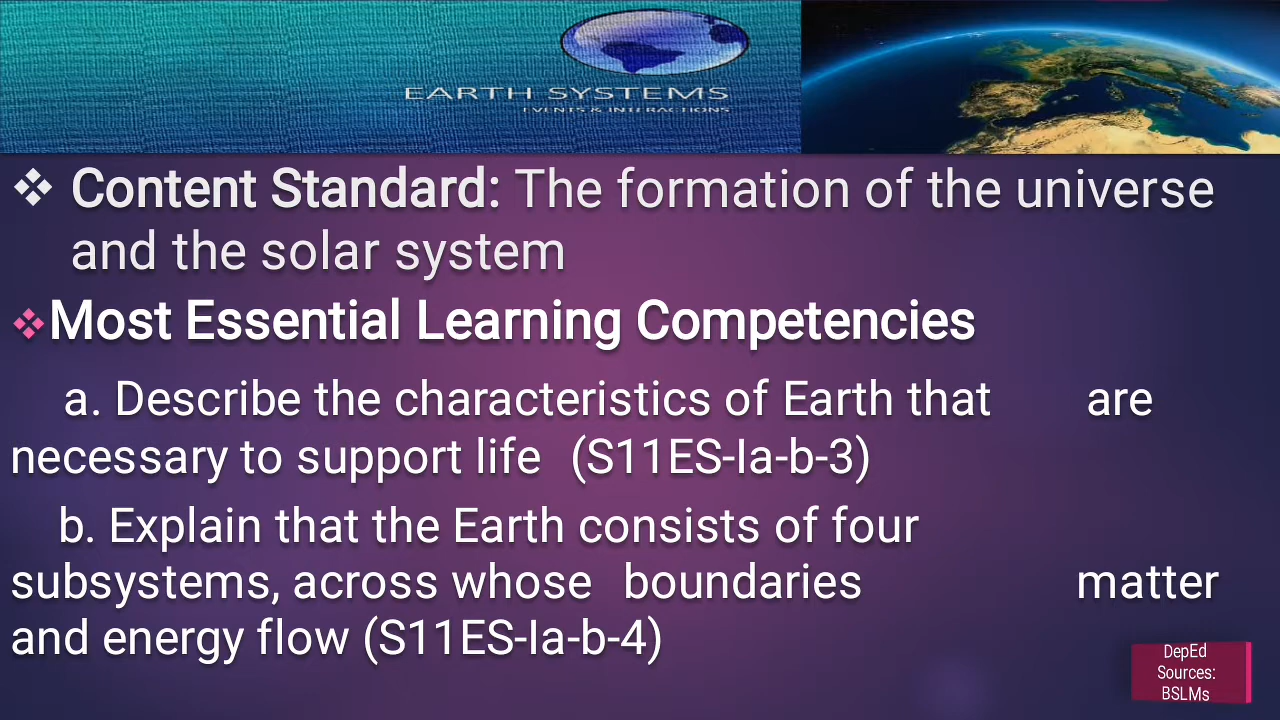 EARTH SYSTEMS
EVENTS & INTERACTIONS
❖ Content Standard: The formation of the universe
and the solar system
❖Most Essential Learning Competencies
a. Describe the characteristics of Earth that are
necessary to support life (S11ES-Ia-b-3)
b. Explain that the Earth consists of four
subsystems, across whose boundaries matter
and energy flow (S11ES-Ia-b-4)
DepEd
Sources:
BSLMs